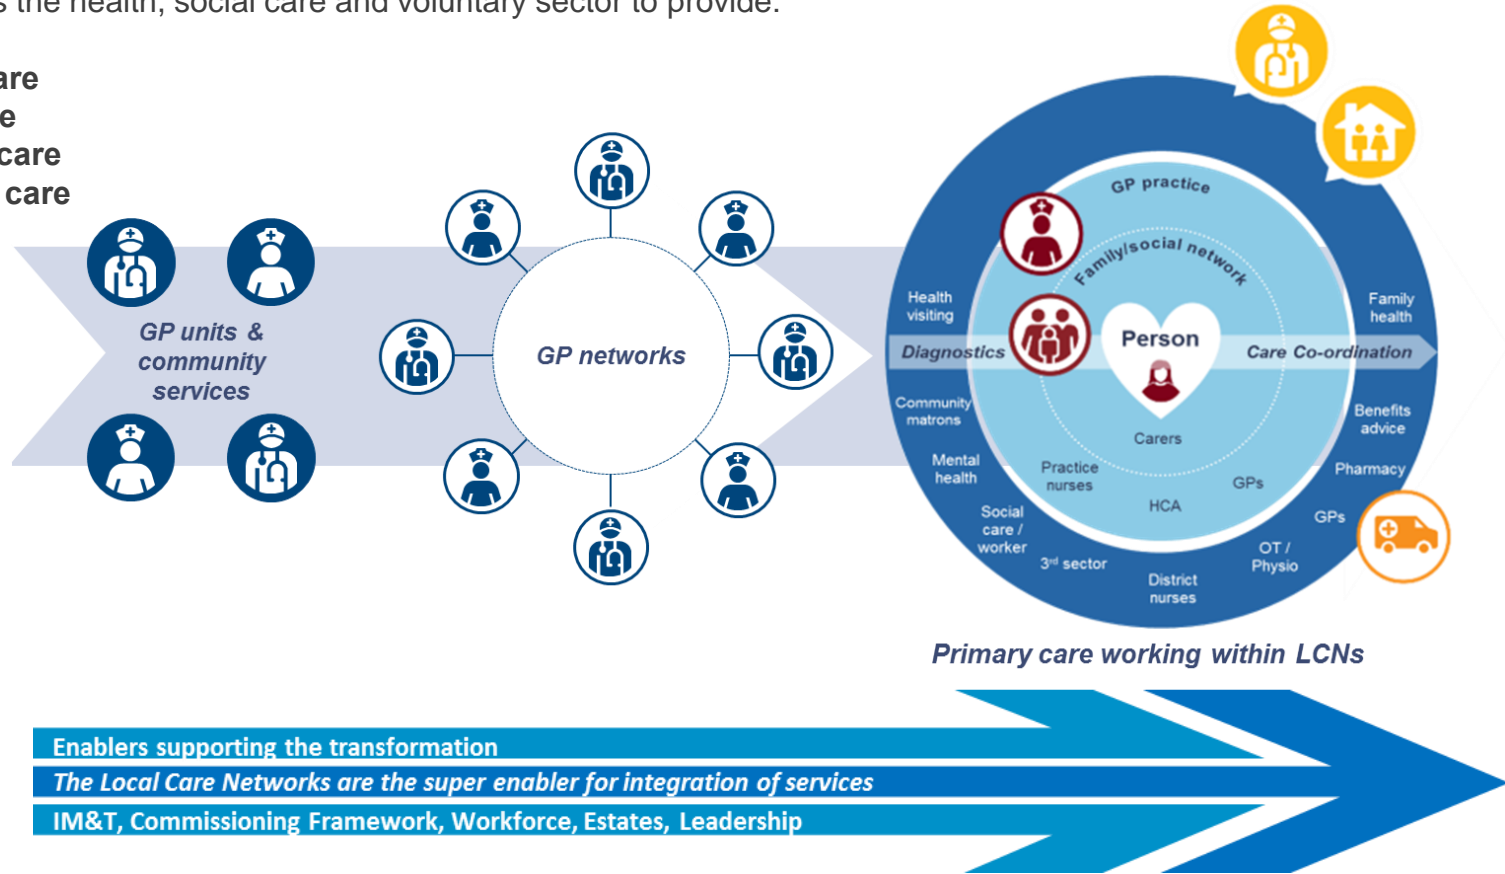 the health, social care and voluntary sector to provide:
care
GP units &
community
services
GP networks
GP practice
Family/social network
Person
Health
visiting
Family
health
Diagnostics
Care Co-ordination
Community
matrons
Benefits
advice
Carers
Mental
health
Practice
nurses
Pharmacy
GPs
HCA
Social
care /
worker
GPs
3rd sector
OT /
Physio
District
nurses
Primary care working within LCNs
Enablers supporting the transformation
The Local Care Networks are the super enabler for integration of services
IM&T, Commissioning Framework, Workforce, Estates, Leadership